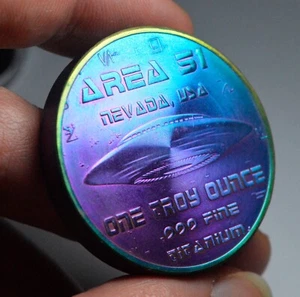 AREA 51
NEVADA, USA
ONE TROY OUNCE
.999 FINE
TITANIUM